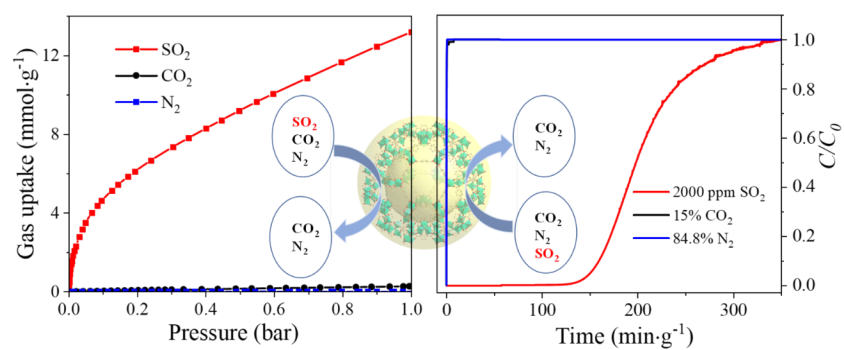 12
8
4
0
Gas uptake (mmol·g⁻¹)
SO₂
CO₂
N₂
0.0
0.2
0.4
0.6
0.8
1.0
Pressure (bar)
SO₂
CO₂
N₂
CO₂
N₂
CO₂
N₂
CO₂
N₂
SO₂
2000 ppm SO₂
15% CO₂
84.8% N₂
0
100
200
300
Time (min·g⁻¹)
1.0
0.8
0.6
0.4
0.2
0.0
C/C₀